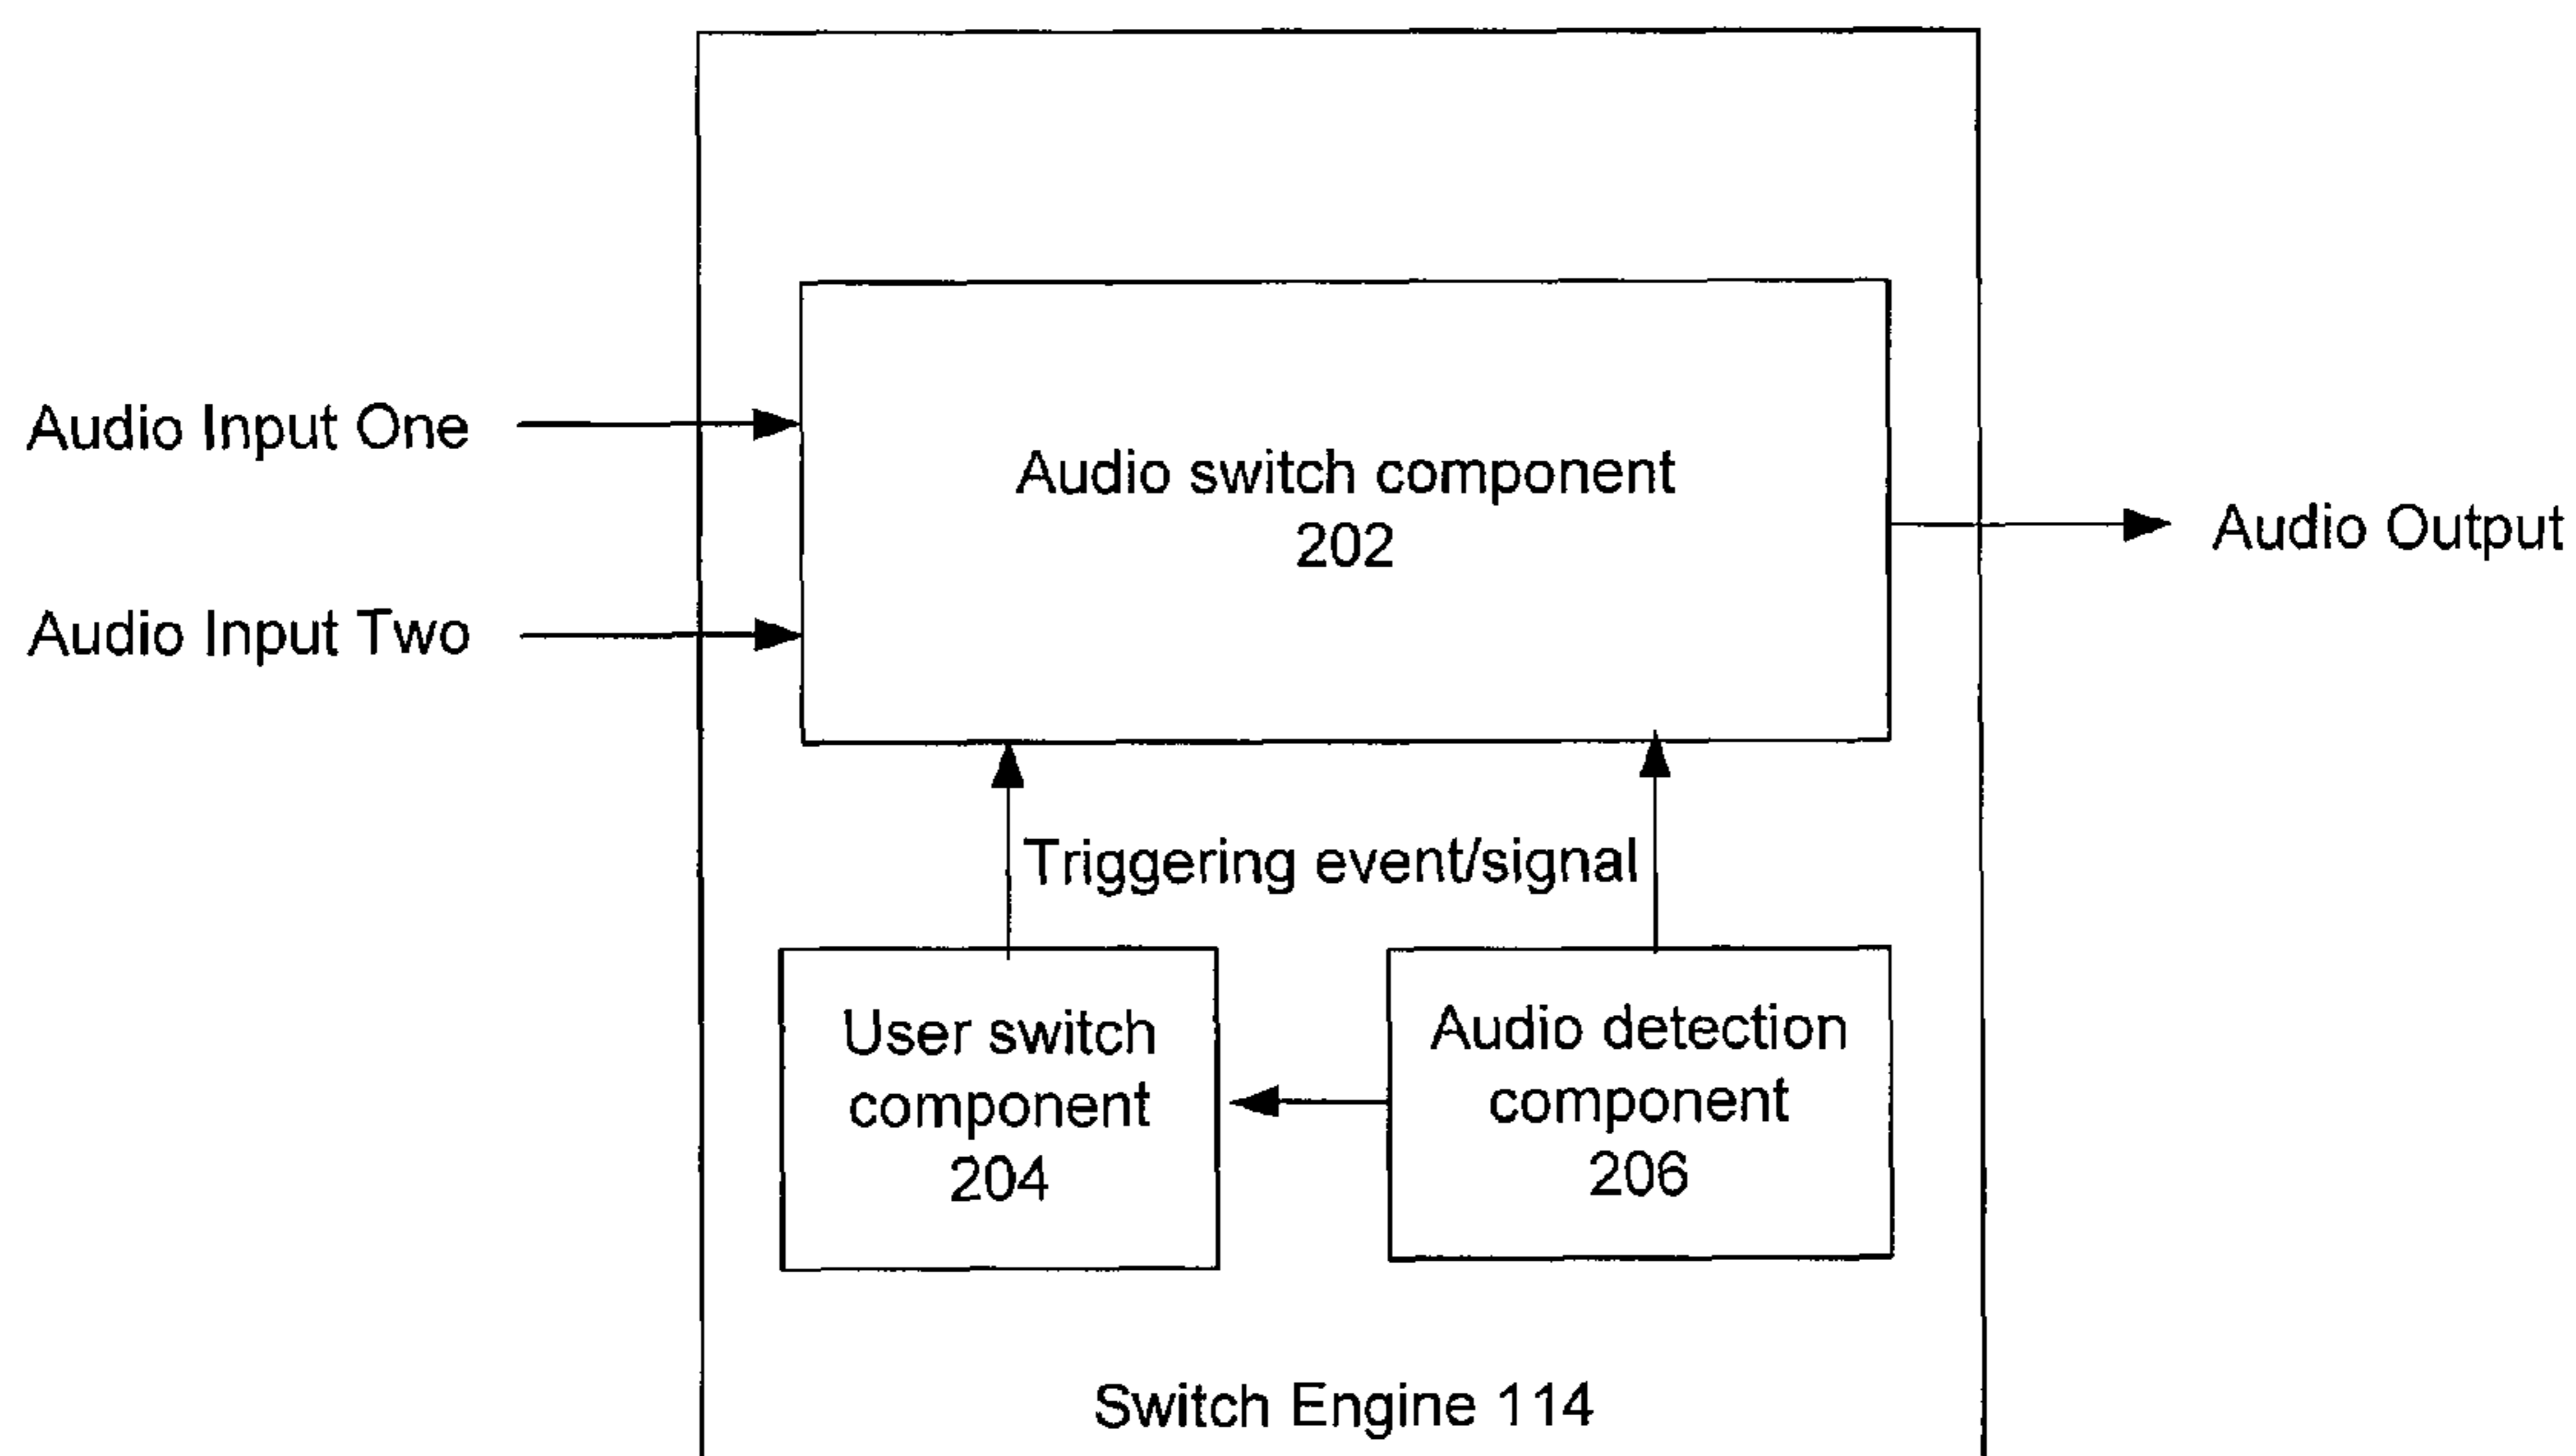 Audio Input One
Audio switch component
202
Audio Output
Audio Input Two
Triggering event/signal
User switch
component
204
Audio detection
component
206
Switch Engine 114